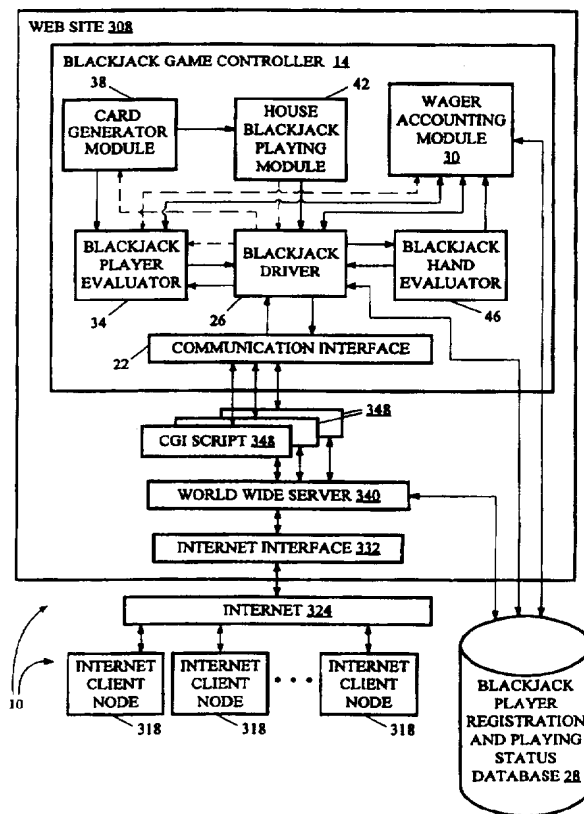 WEB SITE 308
BLACKJACK GAME CONTROLLER 14
38
42
CARD
GENERATOR
MODULE
HOUSE
BLACKJACK
PLAYING
MODULE
WAGER
ACCOUNTING
MODULE
30
BLACKJACK
PLAYER
EVALUATOR
BLACKJACK
DRIVER
BLACKJACK
HAND
EVALUATOR
34
26
46
22
COMMUNICATION INTERFACE
348
CGI SCRIPT 348
WORLD WIDE SERVER 340
INTERNET INTERFACE 332
INTERNET 324
10
INTERNET
CLIENT
NODE
INTERNET
CLIENT
NODE
• • •
INTERNET
CLIENT
NODE
318
318
318
BLACKJACK
PLAYER
REGISTRATION
AND PLAYING
STATUS
DATABASE 28